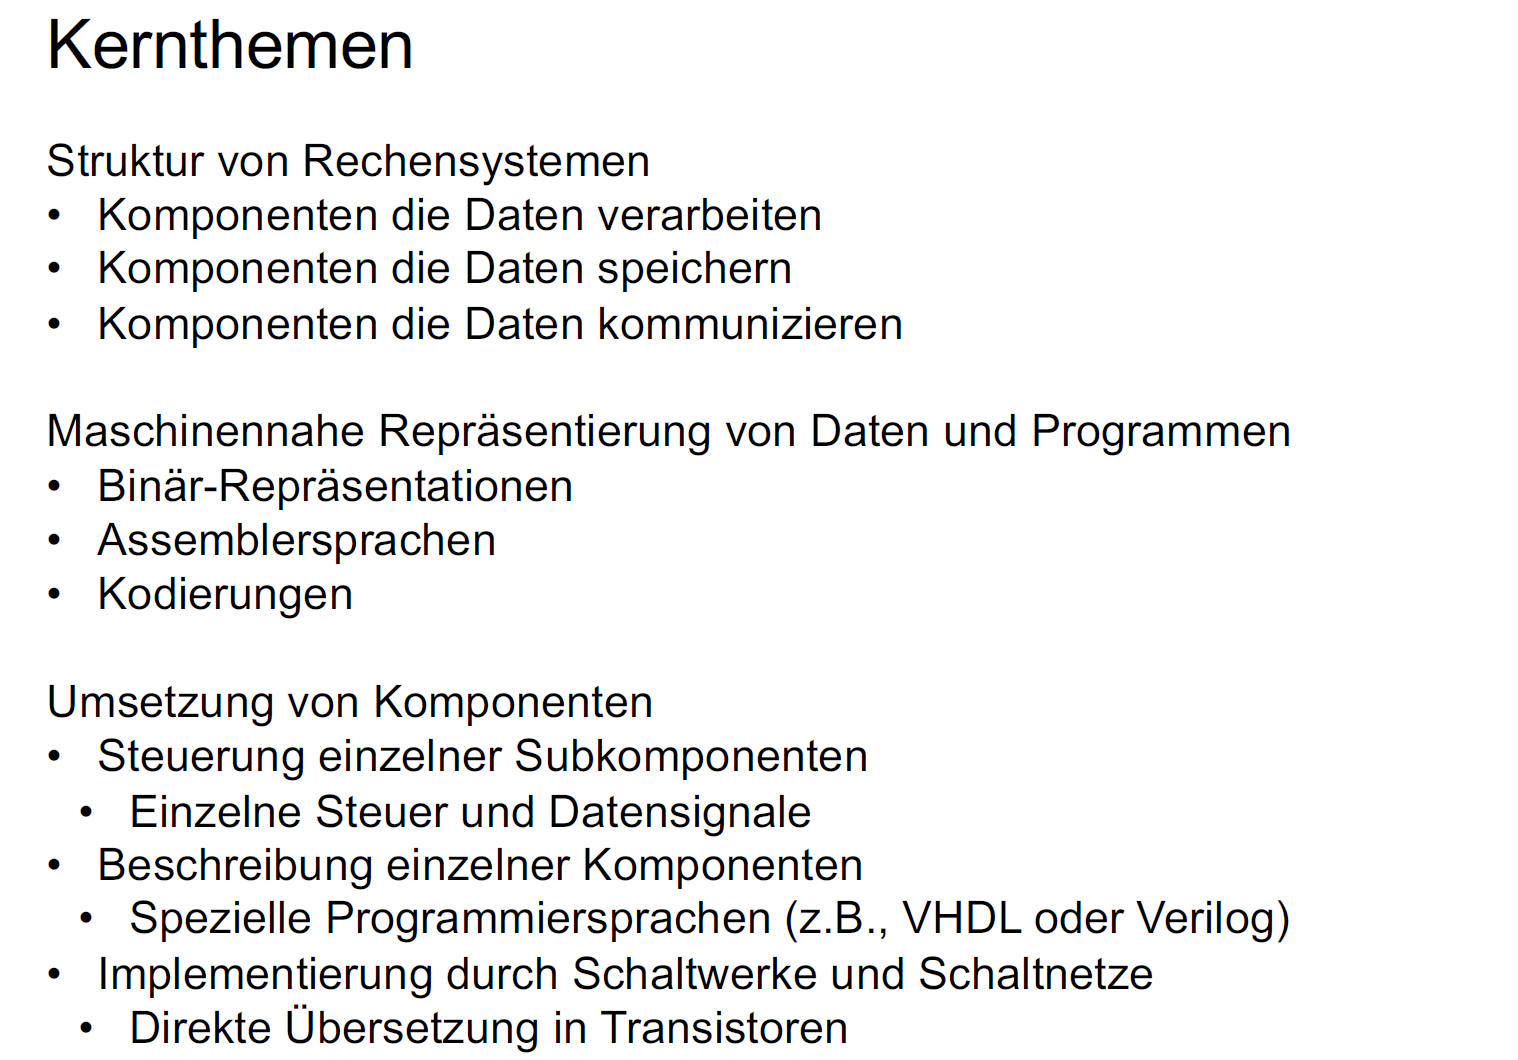 Kernthemen
Struktur von Rechensystemen
• Komponenten die Daten verarbeiten
• Komponenten die Daten speichern
• Komponenten die Daten kommunizieren
Maschinennahe Repräsentierung von Daten und Programmen
• Binär-Repräsentationen
• Assemblersprachen
• Kodierungen
Umsetzung von Komponenten
• Steuerung einzelner Subkomponenten
• Einzelne Steuer und Datensignale
• Beschreibung einzelner Komponenten
• Spezielle Programmiersprachen (z.B., VHDL oder Verilog)
• Implementierung durch Schaltwerke und Schaltnetze
• Direkte Übersetzung in Transistoren